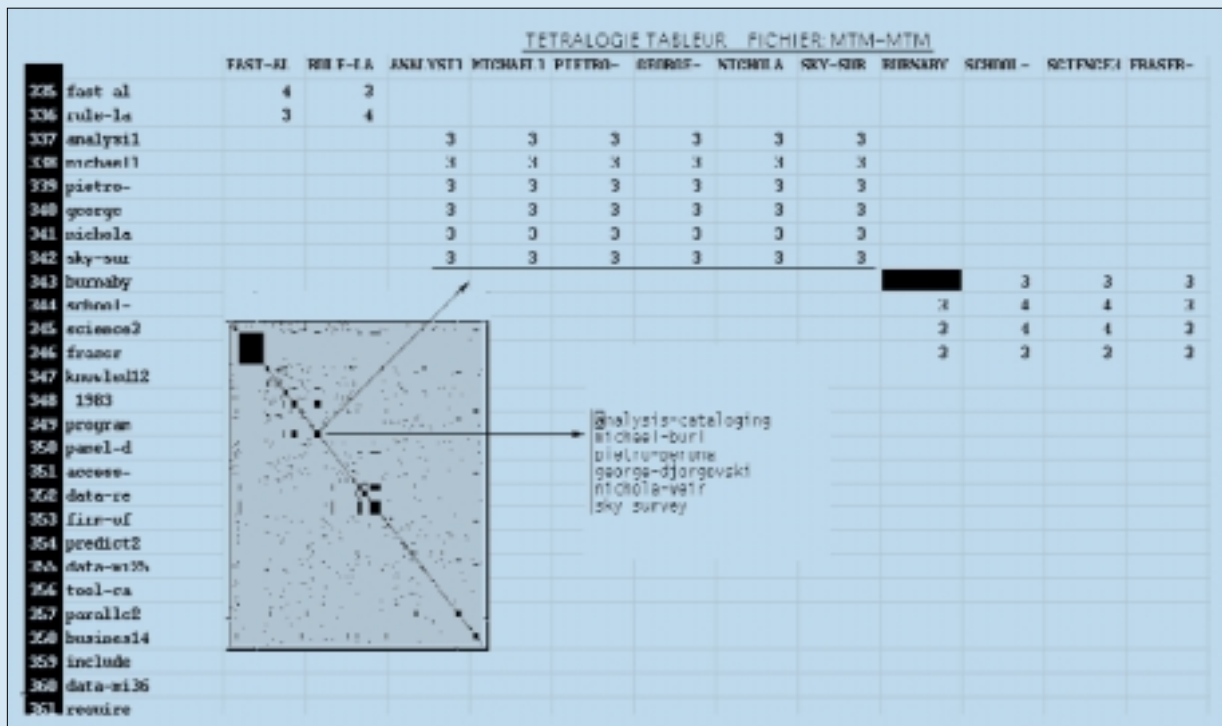 TETRALOGIE TABLEUR FICHIER: MTM-MTM
FAST-AL RULE-LA ANALYSI1 MICHAEL1 PIETRO- GEORGE- NICHOLA SKY-SUR BURNABY SCHOOL- SCIENCE3 FRASER-
335 fast al 4 3
336 rule-la 3 4
337 analysi1 3 3 3 3 3 3
338 michael1 3 3 3 3 3 3
339 pietro- 3 3 3 3 3 3
340 george 3 3 3 3 3 3
341 nichola 3 3 3 3 3 3
342 sky-sur 3 3 3 3 3 3
343 burnaby 3 3 3
344 school- 3 4 4 3
345 science3 3 4 4 3
346 fraser 3 3 3 3
347 knowled12
348 1983
349 program
350 panel-d
351 access-
352 data-re
353
354 predict2
355
356 tool-ca
357 parallc2
358 busines14
359 include
360 data-mi36
361 require
analysis-cataloging
michael-burl
pietro-perona
george-djorgovski
nichola-weir
sky survey